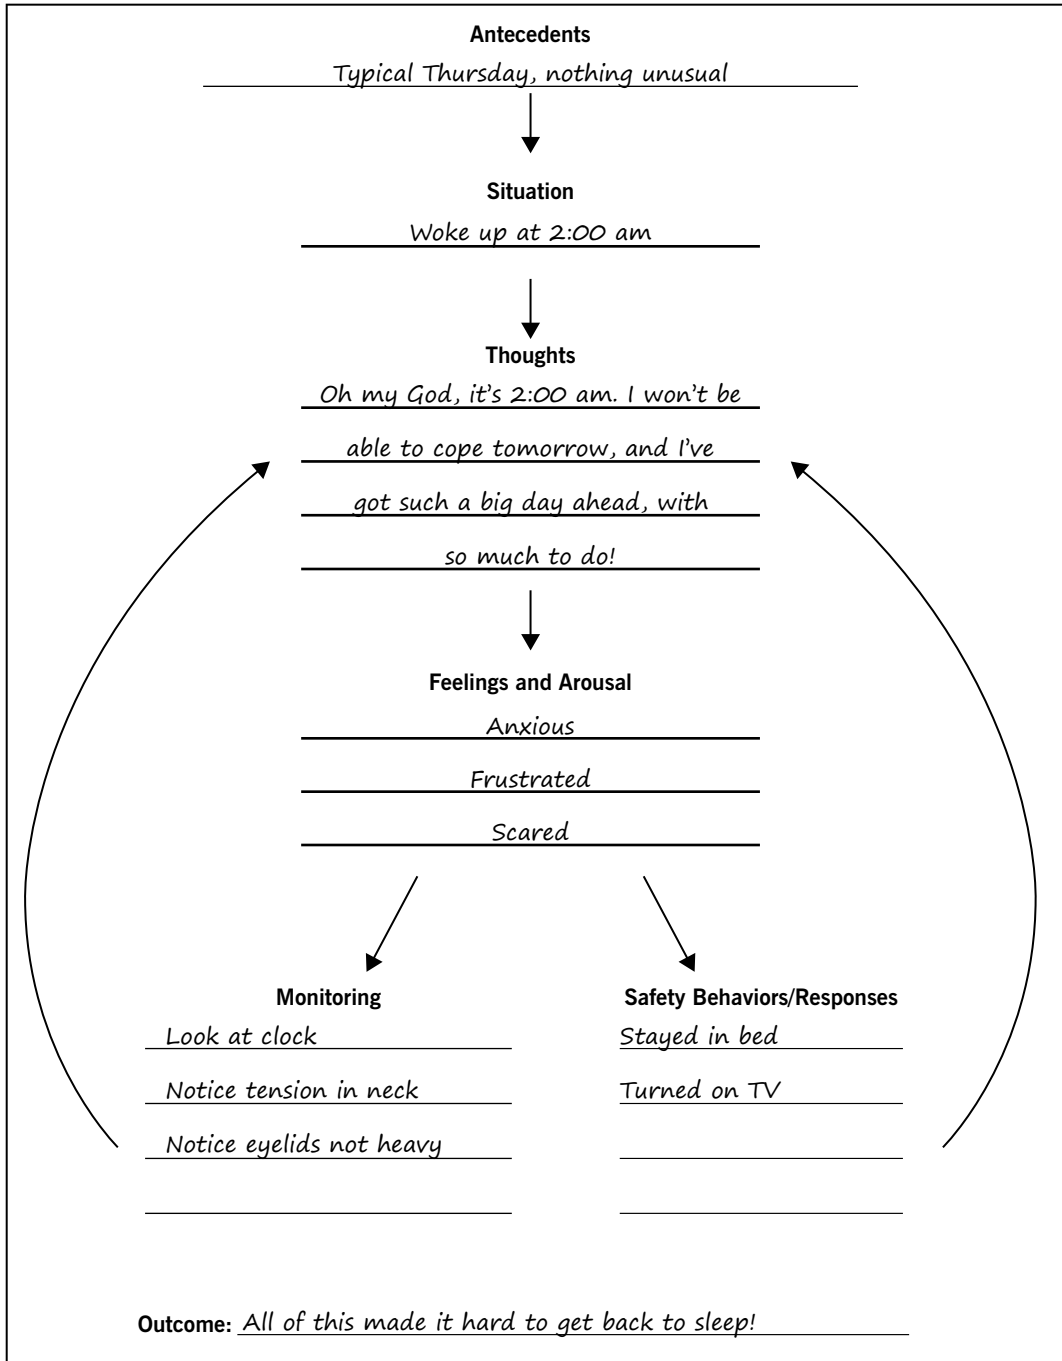 Antecedents
Typical Thursday, nothing unusual
Situation
Woke up at 2:00 am
Thoughts
Oh my God, it's 2:00 am. I won't be
able to cope tomorrow, and I've
got such a big day ahead, with
so much to do!
Feelings and Arousal
Anxious
Frustrated
Scared
Monitoring
Look at clock
Notice tension in neck
Notice eyelids not heavy
Safety Behaviors/Responses
Stayed in bed
Turned on TV
Outcome: All of this made it hard to get back to sleep!